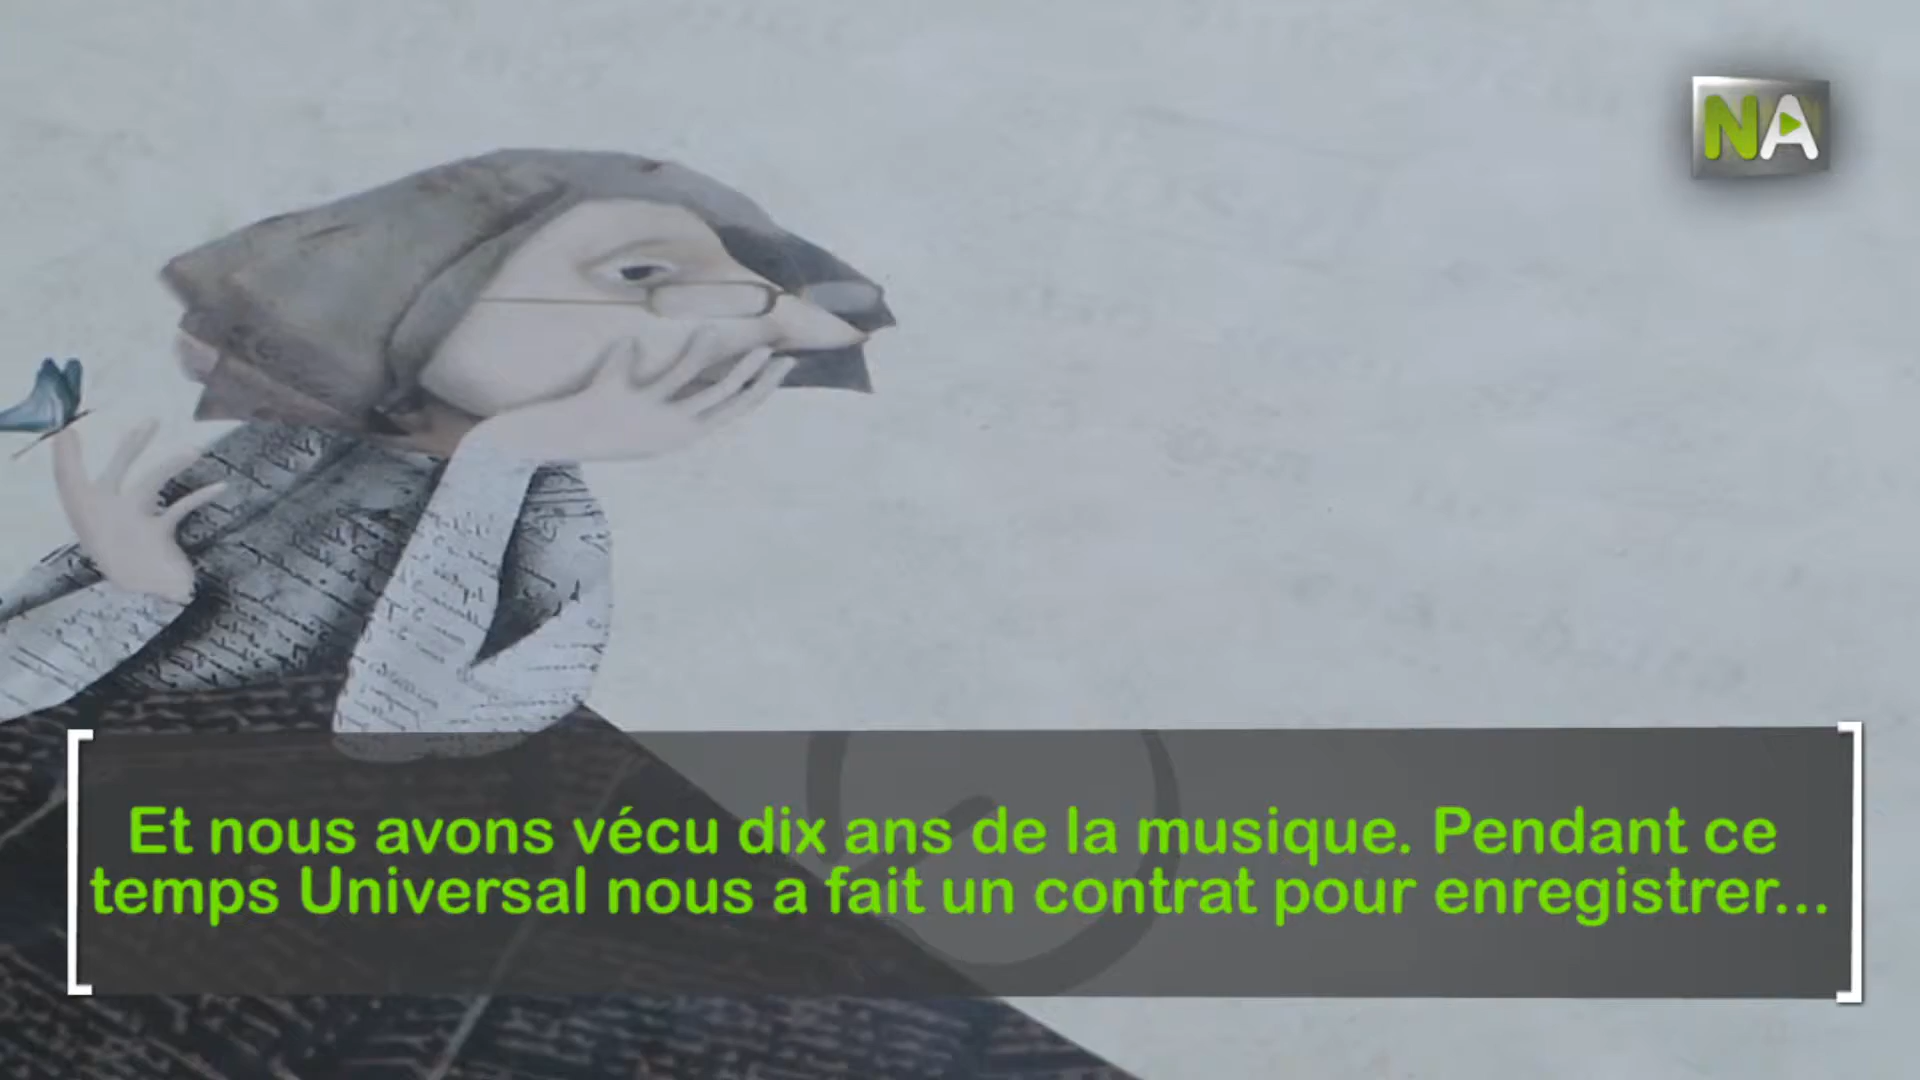 NA
Et nous avons vécu dix ans de la musique. Pendant ce
temps Universal nous a fait un contrat pour enregistrer...